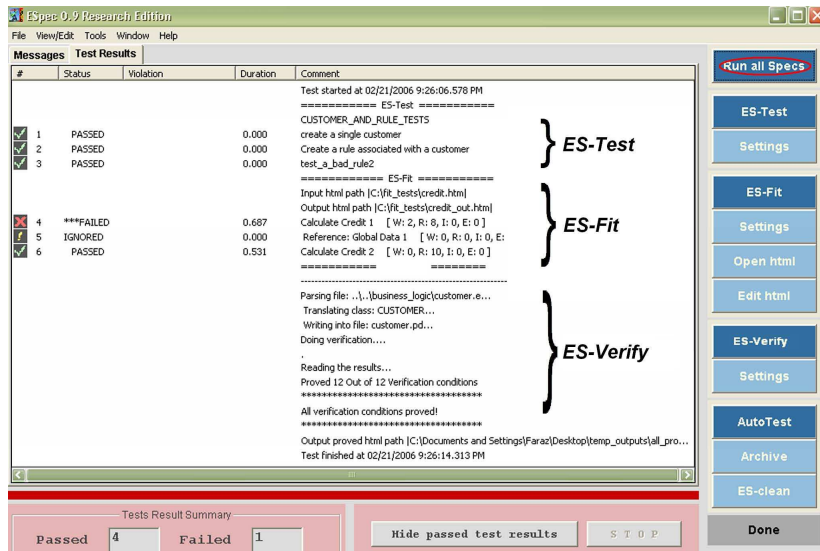 ESpec 0.9 Research Edition
File View/Edit Tools Window Help
Messages Test Results
# Status Violation Duration Comment
Test started at 02/21/2006 9:26:06.578 PM
=========== ES-Test ===========
CUSTOMER_AND_RULE_TESTS
1 PASSED 0.000 create a single customer
2 PASSED 0.000 Create a rule associated with a customer
3 PASSED 0.000 test_a_bad_rule2
ES-Test
============ ES-Fit ===========
Input html path |C:\fit_tests\credit.htm|
Output html path |C:\fit_tests\credit_out.htm|
4 ***FAILED 0.687 Calculate Credit 1 [ W: 2, R: 8, I: 0, E: 0 ]
5 IGNORED 0.000 Reference: Global Data 1 [ W: 0, R: 0, I: 0, E:
6 PASSED 0.531 Calculate Credit 2 [ W: 0, R: 10, I: 0, E: 0 ]
=========== ========
ES-Fit
------------------------------------------------------------
Parsing file: ..\..\business_logic\customer.e...
Translating class: CUSTOMER...
Writing into file: customer.pd...
Doing verification....
.
Reading the results...
Proved 12 Out of 12 Verification conditions
************************************
All verification conditions proved!
************************************
ES-Verify
Output proved html path |C:\Documents and Settings\Faraz\Desktop\temp_outputs\all_pro...
Test finished at 02/21/2006 9:26:14.313 PM
Run all Specs
ES-Test
Settings
ES-Fit
Settings
Open html
Edit html
ES-Verify
Settings
AutoTest
Archive
ES-clean
Done
Tests Result Summary
Passed 4 Failed 1
Hide passed test results
STOP